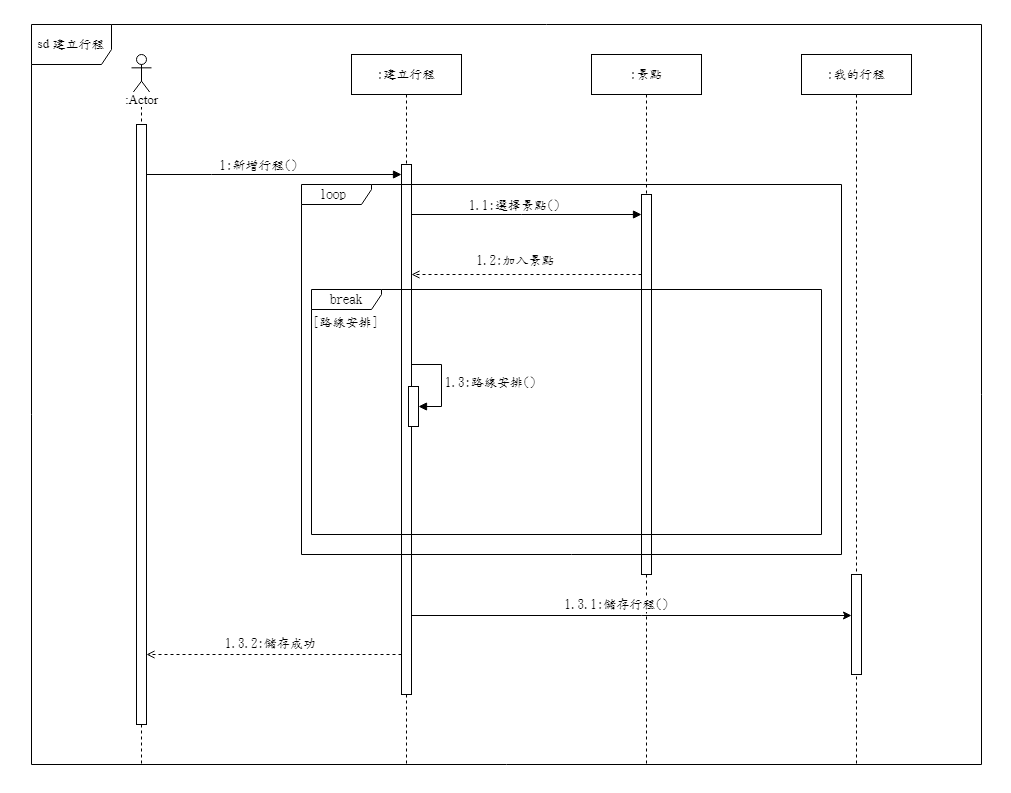 sd 建立行程
:Actor
:建立行程
:景點
:我的行程
1:新增行程()
loop
1.1:選擇景點()
1.2:加入景點
break
[路線安排]
1.3:路線安排()
1.3.1:儲存行程()
1.3.2:儲存成功